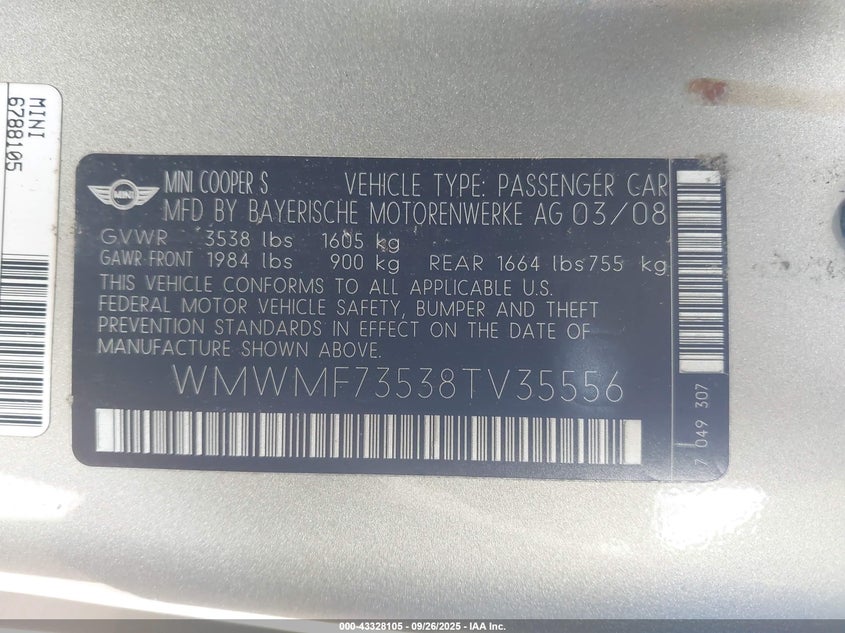 MINI
6788105
MINI
MINI COOPER S VEHICLE TYPE: PASSENGER CAR
MFD BY BAYERISCHE MOTORENWERKE AG 03/08
GVWR 3538 lbs 1605 kg
GAWR FRONT 1984 lbs 900 kg REAR 1664 lbs 755 kg
THIS VEHICLE CONFORMS TO ALL APPLICABLE U.S.
FEDERAL MOTOR VEHICLE SAFETY, BUMPER AND THEFT
PREVENTION STANDARDS IN EFFECT ON THE DATE OF
MANUFACTURE SHOWN ABOVE.
WMWMF73538TV35556
7 049 307
000-43328105 - 09/26/2025 - IAA Inc.